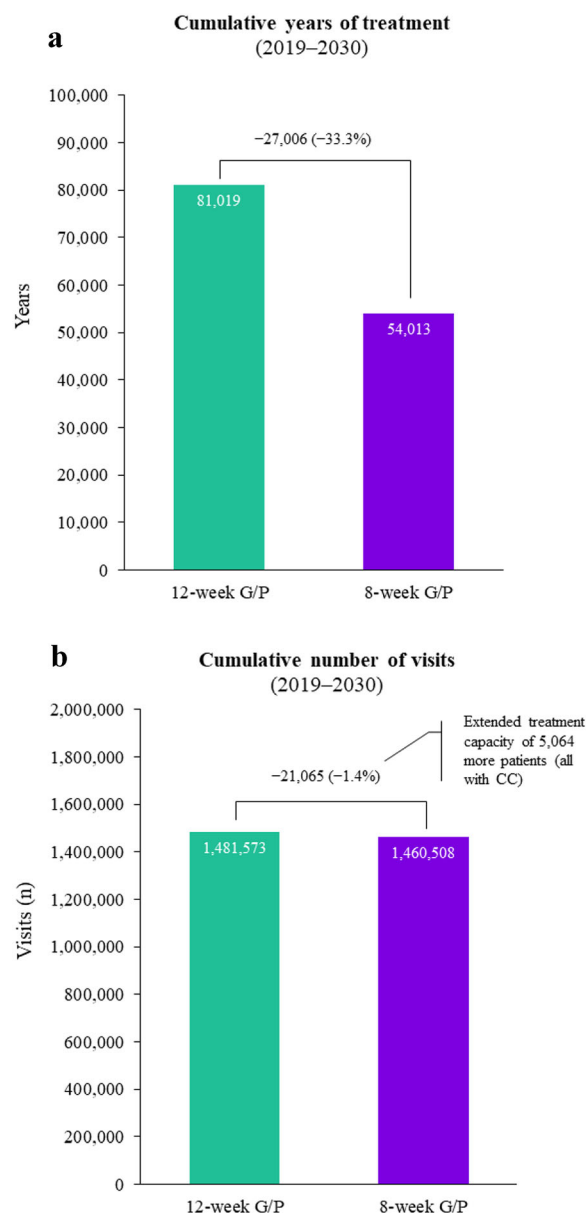 a
Cumulative years of treatment
(2019–2030)
100,000
90,000
80,000
70,000
60,000
50,000
40,000
30,000
20,000
10,000
0
Years
−27,006 (−33.3%)
81,019
54,013
12-week G/P
8-week G/P
b
Cumulative number of visits
(2019–2030)
2,000,000
1,800,000
1,600,000
1,400,000
1,200,000
1,000,000
800,000
600,000
400,000
200,000
0
Visits (n)
Extended treatment
capacity of 5,064
more patients (all
with CC)
−21,065 (−1.4%)
1,481,573
1,460,508
12-week G/P
8-week G/P